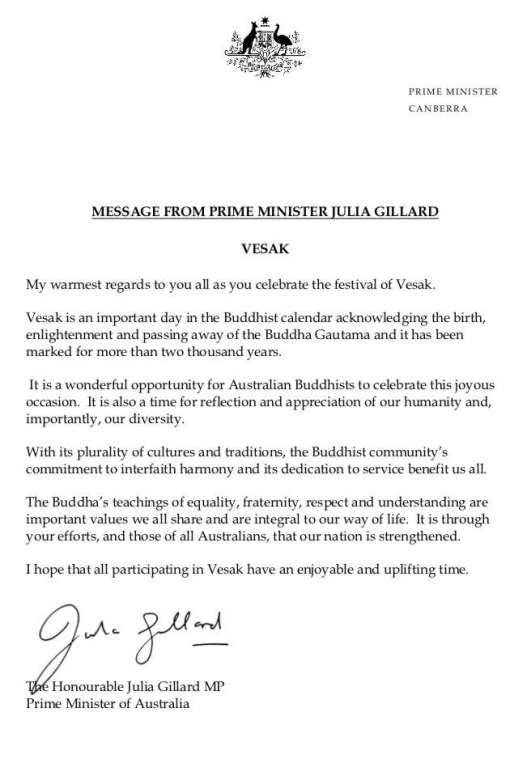 PRIME MINISTER
CANBERRA
MESSAGE FROM PRIME MINISTER JULIA GILLARD
VESAK
My warmest regards to you all as you celebrate the festival of Vesak.
Vesak is an important day in the Buddhist calendar acknowledging the birth,
enlightenment and passing away of the Buddha Gautama and it has been
marked for more than two thousand years.
It is a wonderful opportunity for Australian Buddhists to celebrate this joyous
occasion. It is also a time for reflection and appreciation of our humanity and,
importantly, our diversity.
With its plurality of cultures and traditions, the Buddhist community's
commitment to interfaith harmony and its dedication to service benefit us all.
The Buddha's teachings of equality, fraternity, respect and understanding are
important values we all share and are integral to our way of life. It is through
your efforts, and those of all Australians, that our nation is strengthened.
I hope that all participating in Vesak have an enjoyable and uplifting time.
Julia Gillard
The Honourable Julia Gillard MP
Prime Minister of Australia